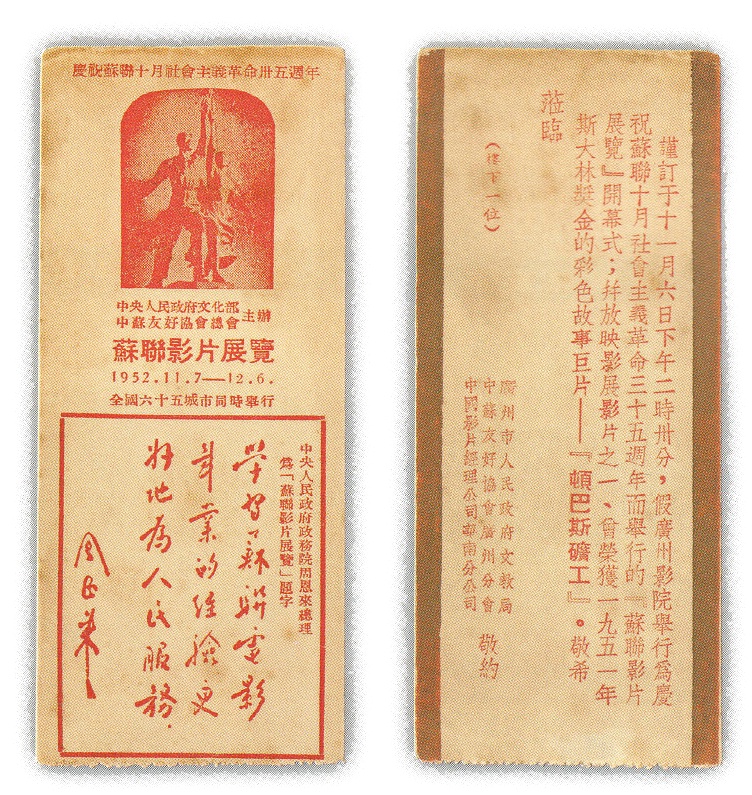 慶祝蘇聯十月社會主義革命卅五週年
中央人民政府文化部
中蘇友好協會總會
主辦
蘇聯影片展覽
1952.11.7—12.6.
全國六十五城市同時舉行
中央人民政府政務院周恩來總理
為「蘇聯影片展覽」題字
學習蘇聯電影
事業的經驗更
好地為人民服務.
周恩來
謹訂于十一月六日下午二時卅分，假廣州影院舉行爲慶
祝蘇聯十月社會主義革命三十五週年而舉行的『蘇聯影片
展覽』開幕式；幷放映影展影片之一、曾榮獲一九五一年
斯大林奬金的彩色故事巨片——『頓巴斯礦工』。敬希
蒞臨
(樓下一位)
廣州市人民政府文教局
中蘇友好協會廣州分會
中國影片經理公司華南分公司
敬約